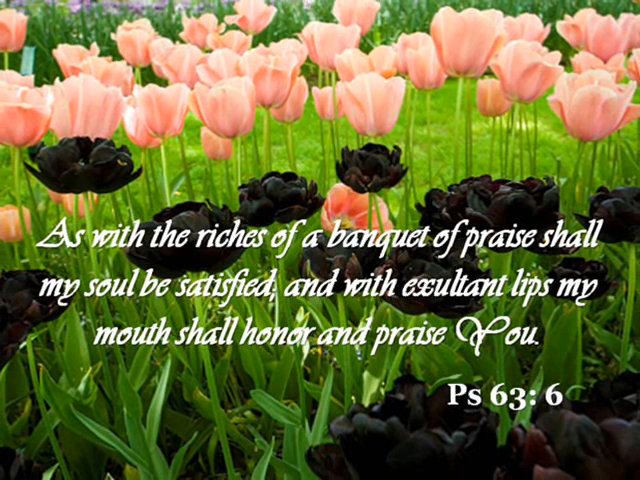 As with the riches of a banquet of praise shall
my soul be satisfied, and with exultant lips my
mouth shall honor and praise You.
Ps 63: 6